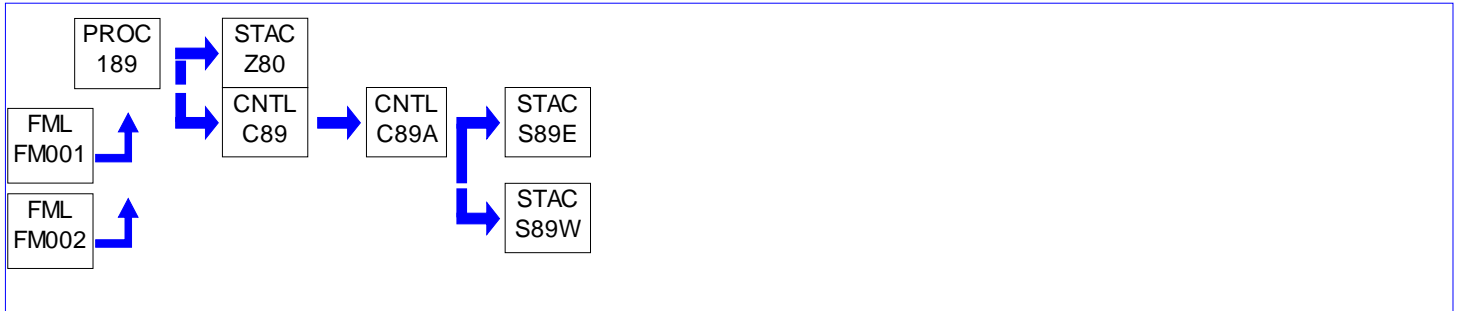 PROC
189
STAC
Z80
CNTL
C89
CNTL
C89A
STAC
S89E
FML
FM001
FML
FM002
STAC
S89W